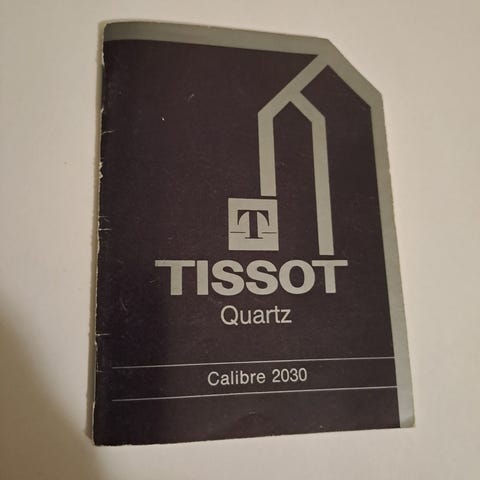 T
TISSOT
Quartz
Calibre 2030